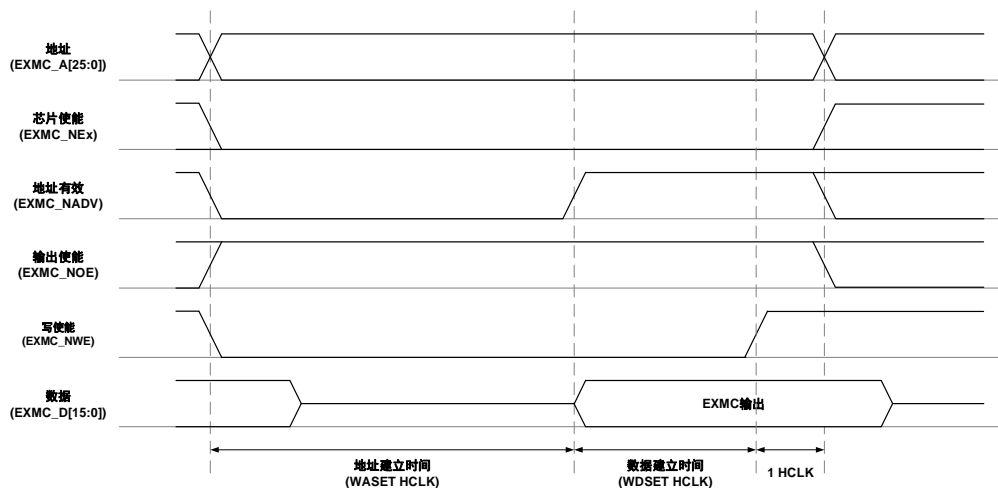 地址
(EXMC_A[25:0])
芯片使能
(EXMC_NEx)
地址有效
(EXMC_NADV)
输出使能
(EXMC_NOE)
写使能
(EXMC_NWE)
数据
(EXMC_D[15:0])
EXMC输出
地址建立时间
(WASET HCLK)
数据建立时间
(WDSET HCLK)
1 HCLK